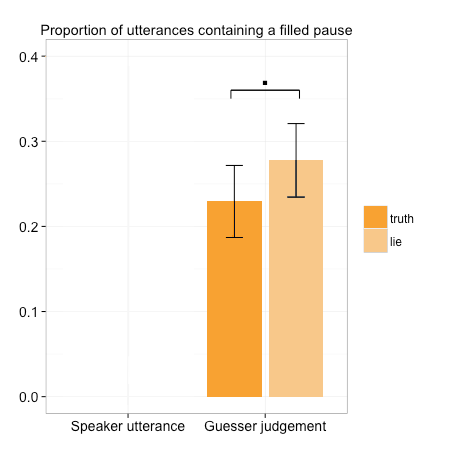 Proportion of utterances containing a filled pause
0.4
0.3
0.2
0.1
0.0
Speaker utterance
Guesser judgement
truth
lie